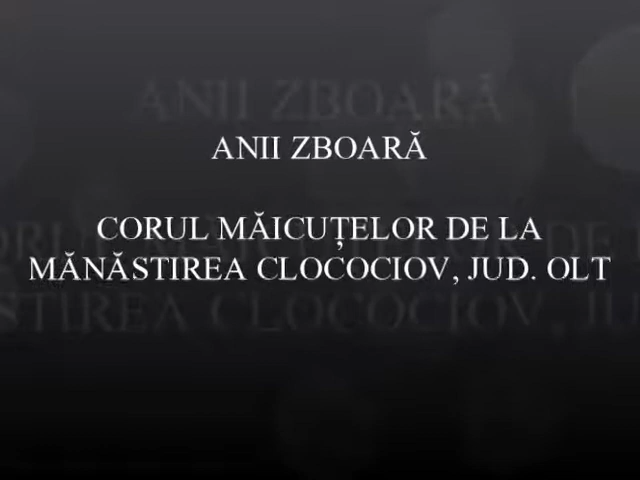 ANII ZBOARĂ
CORUL MĂICUȚELOR DE LA
MĂNĂSTIREA CLOCOCIOV, JUD. OLT